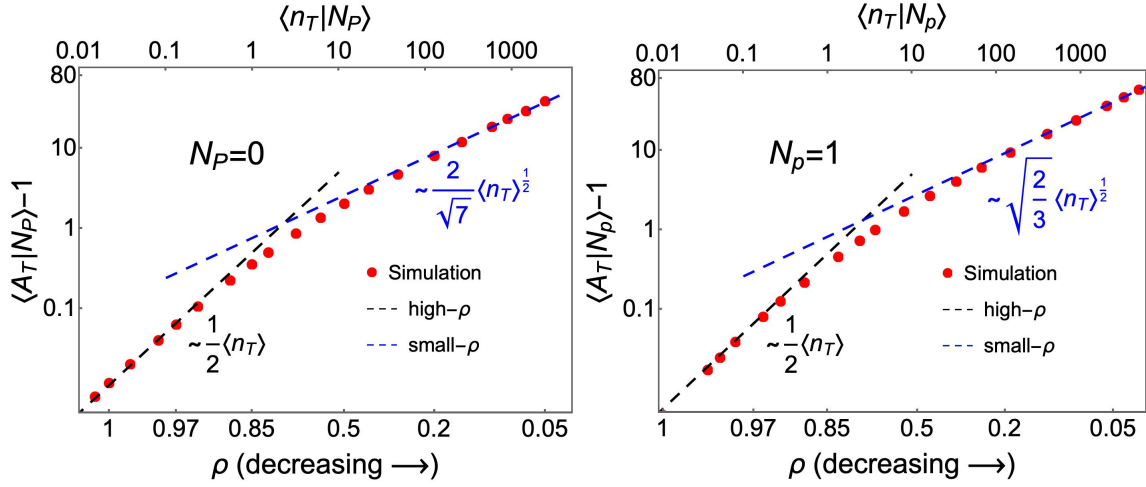 ⟨n_T|N_P⟩
0.01 0.1 1 10 100 1000
80
10
1
0.1
⟨A_T|N_P⟩−1
N_P=0
~2/√7⟨n_T⟩^{1/2}
Simulation
high-ρ
small-ρ
~1/2⟨n_T⟩
1 0.97 0.85 0.5 0.2 0.05
ρ (decreasing ⟶)
⟨n_T|N_p⟩
0.01 0.1 1 10 100 1000
80
10
1
0.1
⟨A_T|N_p⟩−1
N_p=1
~√(2/3)⟨n_T⟩^{1/2}
Simulation
high-ρ
small-ρ
~1/2⟨n_T⟩
1 0.97 0.85 0.5 0.2 0.05
ρ (decreasing ⟶)